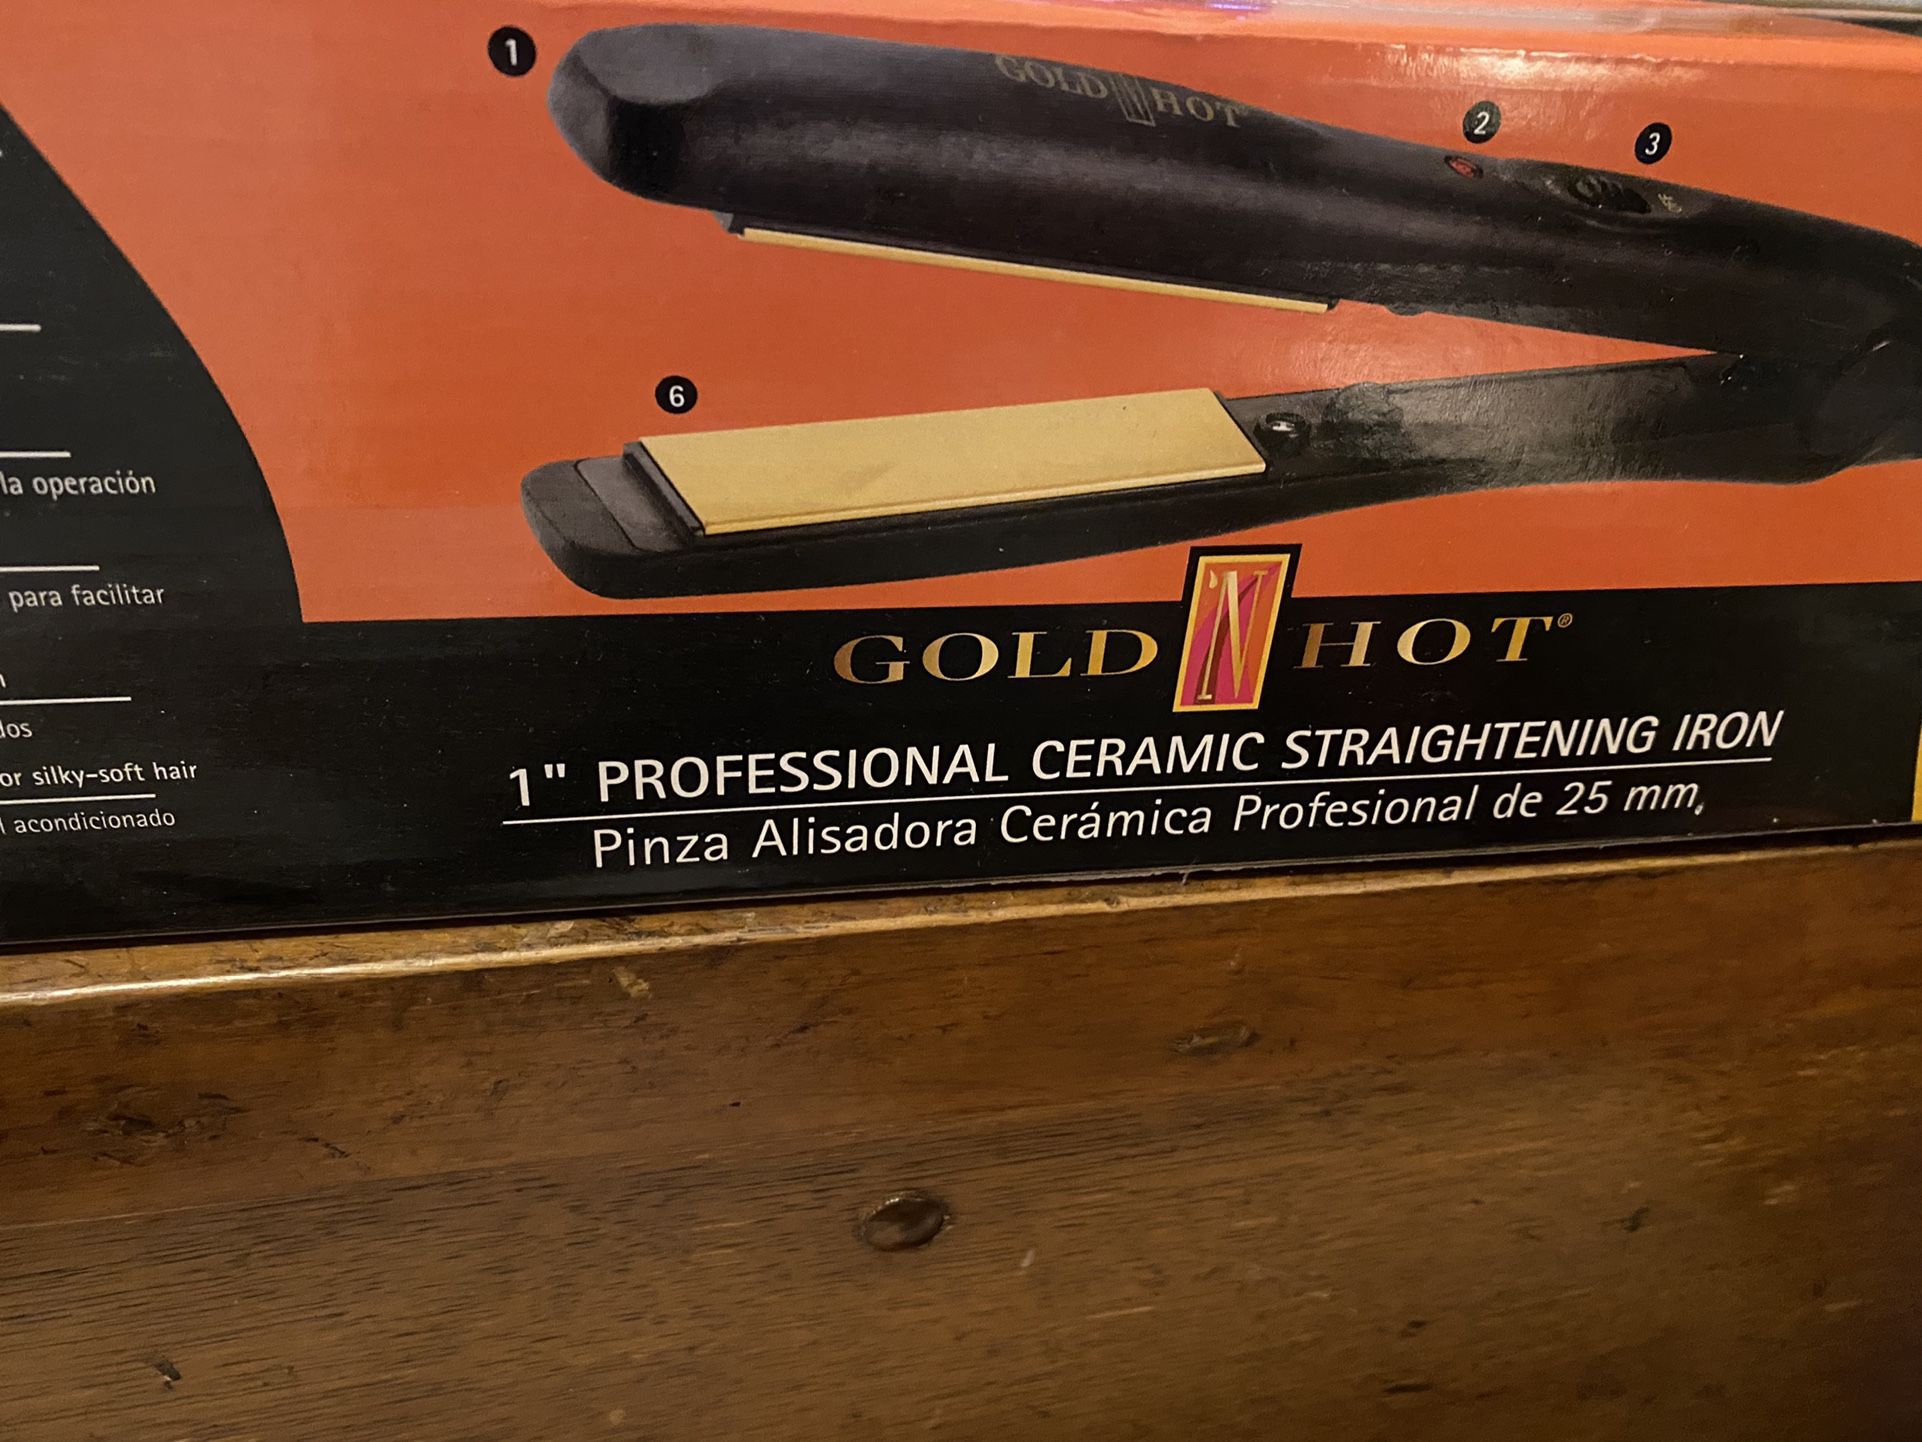 1
GOLD N HOT
2
3
6
la operación
para facilitar
GOLD 'N HOT®
1" PROFESSIONAL CERAMIC STRAIGHTENING IRON
Pinza Alisadora Cerámica Profesional de 25 mm.
or silky-soft hair
acondicionado